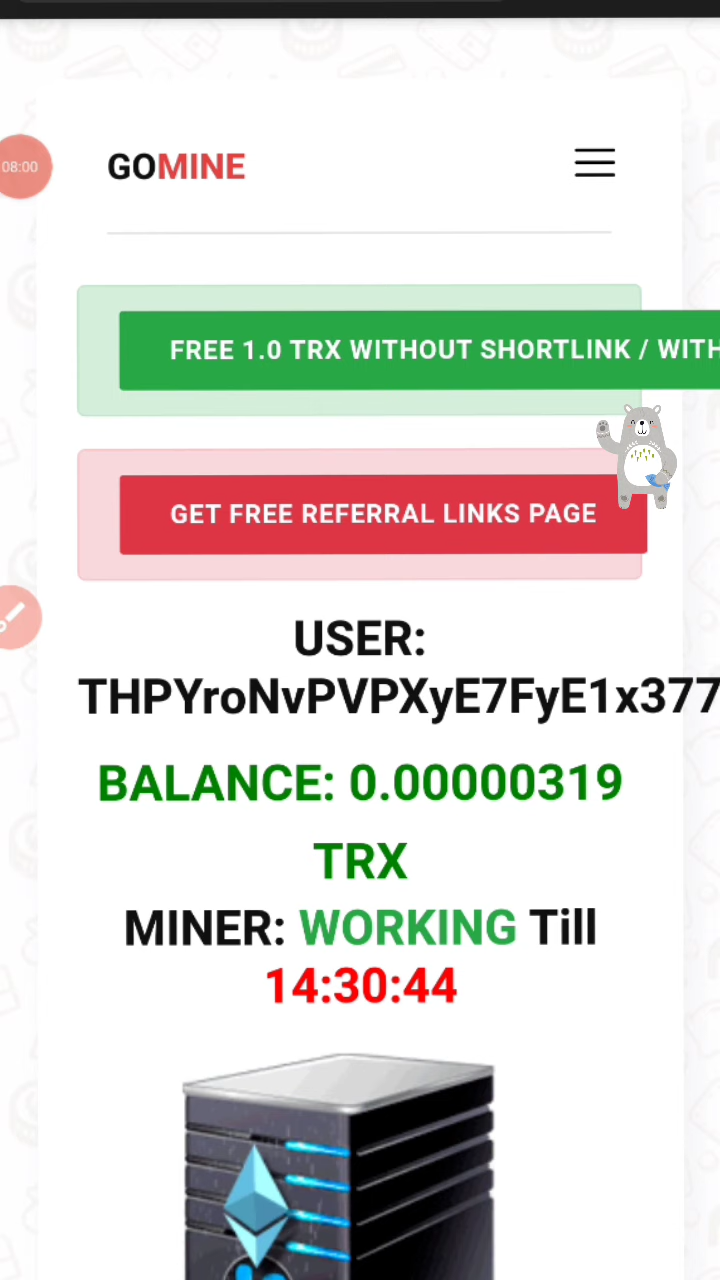 GOMINE
08:00
FREE 1.0 TRX WITHOUT SHORTLINK / WITH
GET FREE REFERRAL LINKS PAGE
USER:
THPYroNvPVPXyE7FyE1x377
BALANCE: 0.00000319
TRX
MINER: WORKING Till
14:30:44